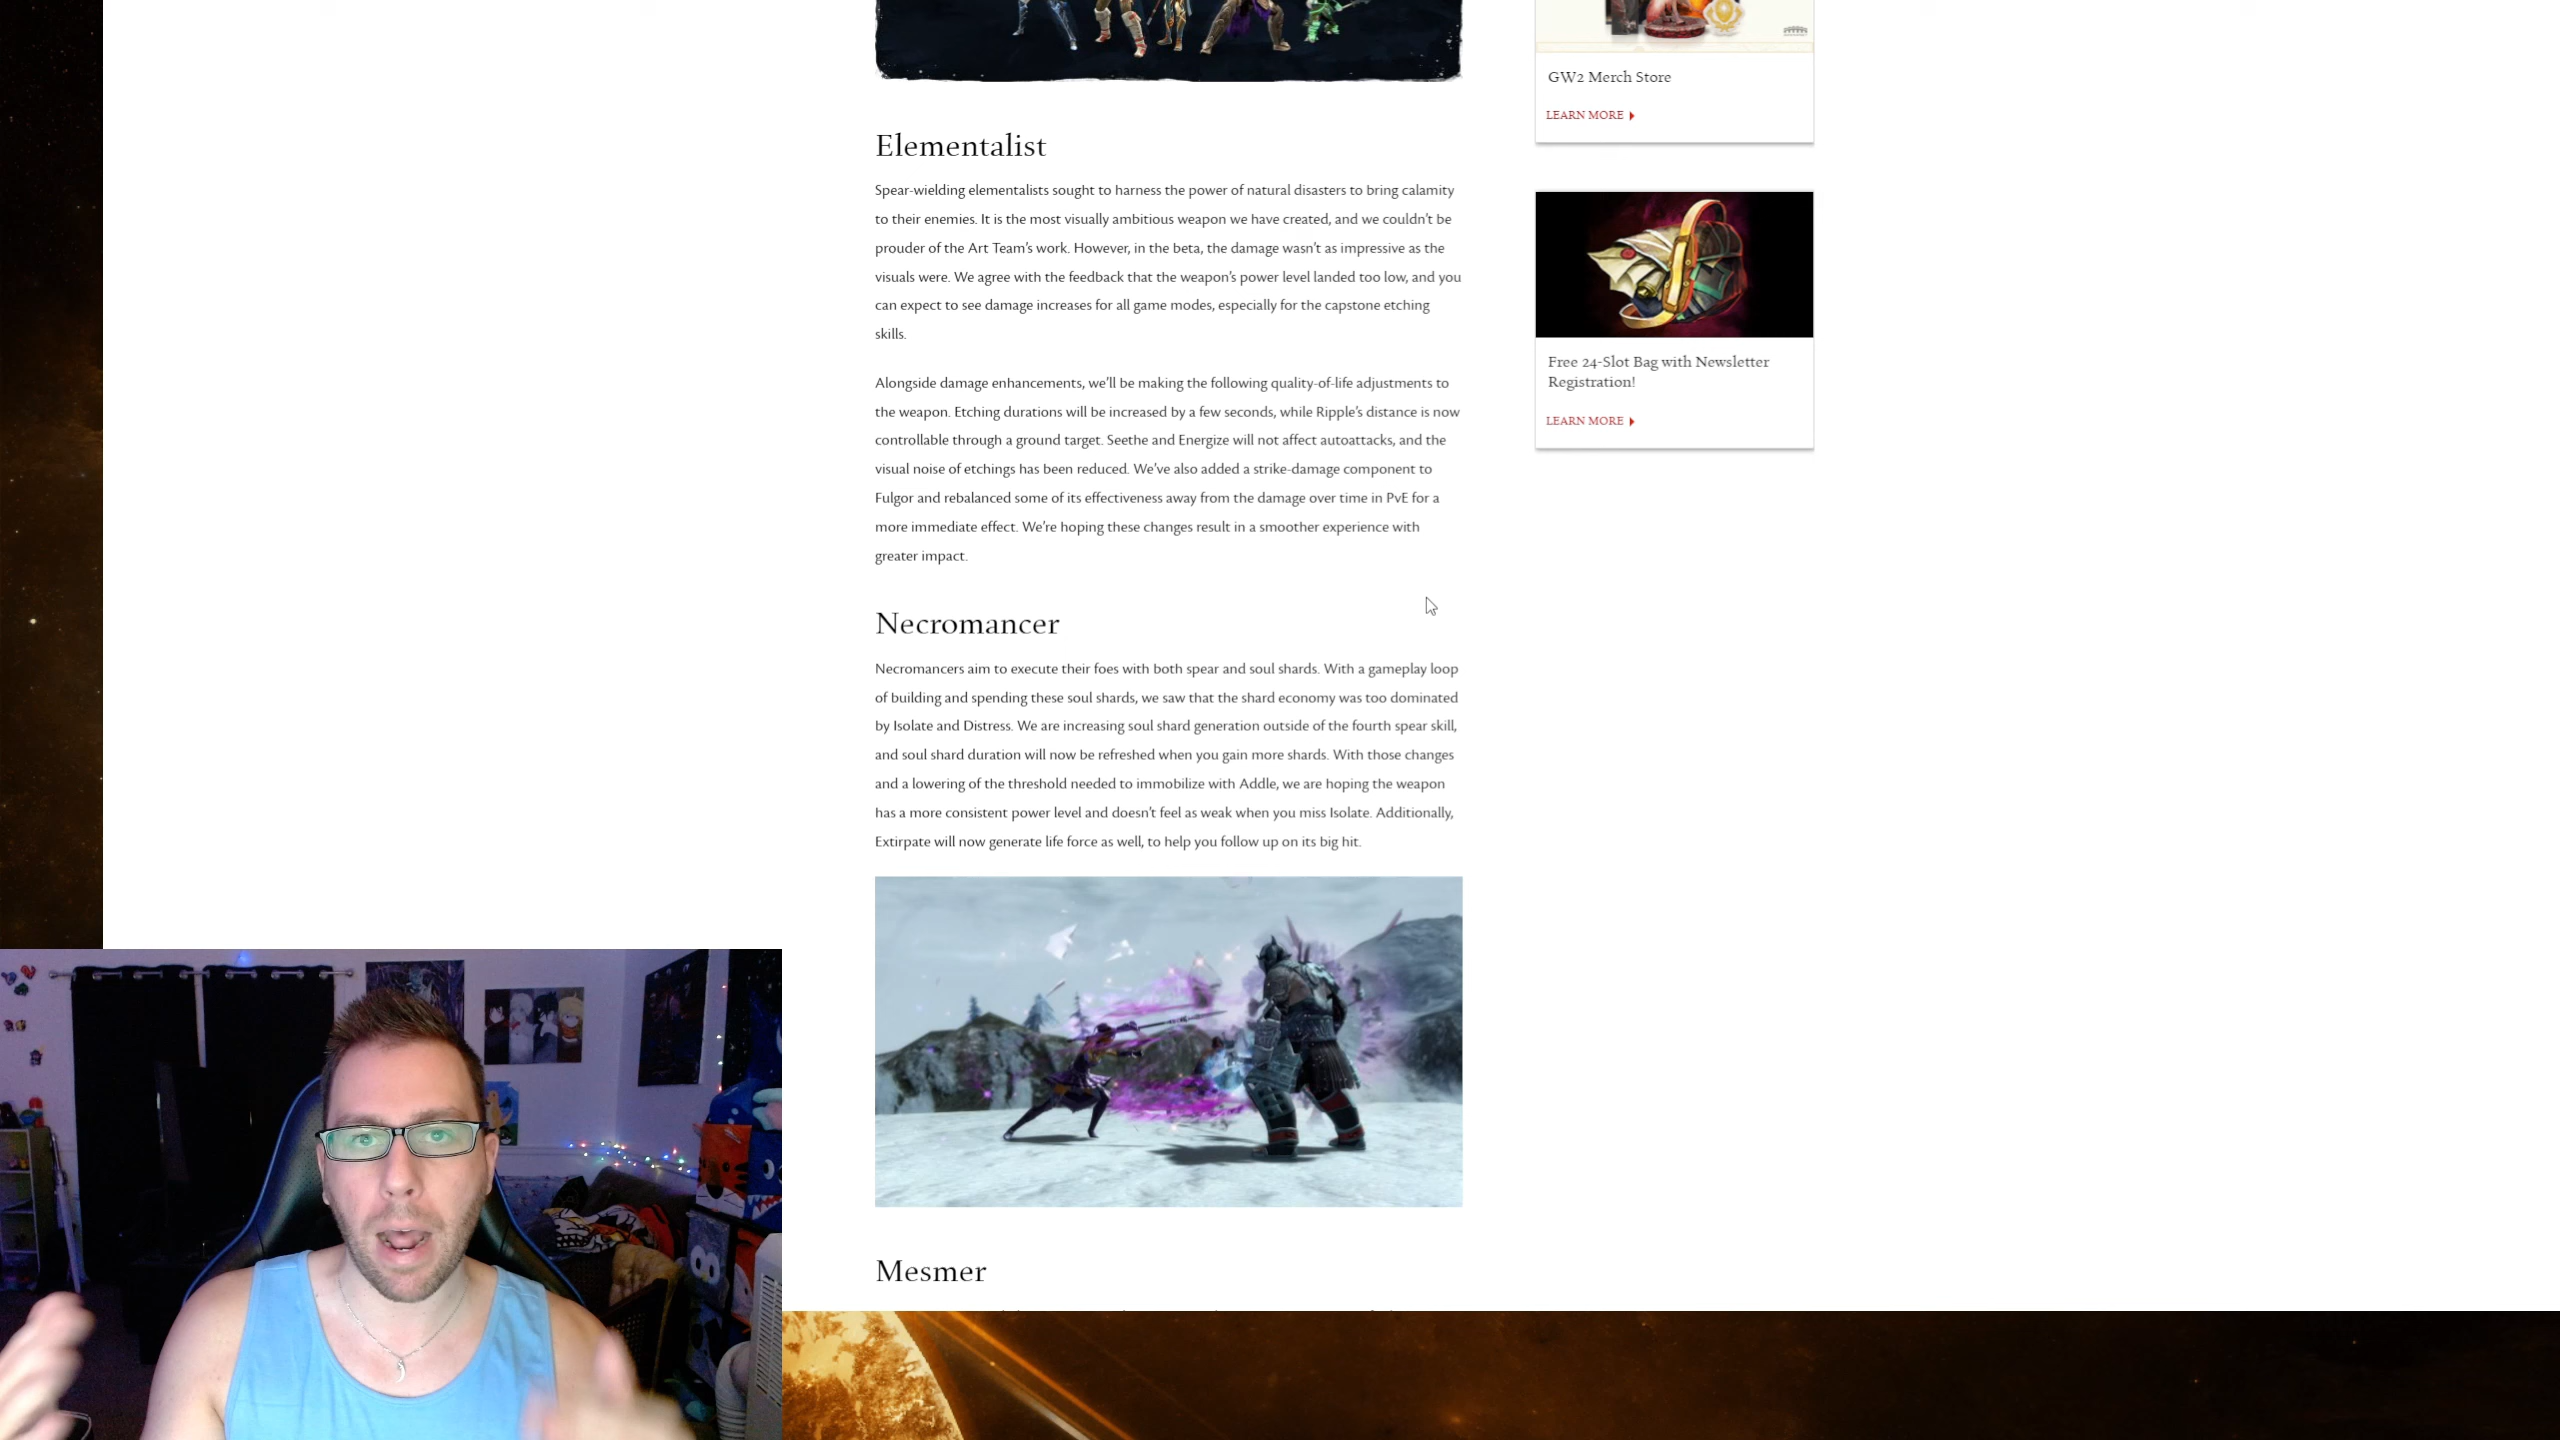 Elementalist
Spear-wielding elementalists sought to harness the power of natural disasters to bring calamity
to their enemies. It is the most visually ambitious weapon we have created, and we couldn't be
prouder of the Art Team's work. However, in the beta, the damage wasn't as impressive as the
visuals were. We agree with the feedback that the weapon's power level landed too low, and you
can expect to see damage increases for all game modes, especially for the capstone etching
skills.
Alongside damage enhancements, we'll be making the following quality-of-life adjustments to
the weapon. Etching durations will be increased by a few seconds, while Ripple's distance is now
controllable through a ground target. Seethe and Energize will not affect autoattacks, and the
visual noise of etchings has been reduced. We've also added a strike-damage component to
Fulgor and rebalanced some of its effectiveness away from the damage over time in PvE for a
more immediate effect. We're hoping these changes result in a smoother experience with
greater impact.
Necromancer
Necromancers aim to execute their foes with both spear and soul shards. With a gameplay loop
of building and spending these soul shards, we saw that the shard economy was too dominated
by Isolate and Distress. We are increasing soul shard generation outside of the fourth spear skill,
and soul shard duration will now be refreshed when you gain more shards. With those changes
and a lowering of the threshold needed to immobilize with Addle, we are hoping the weapon
has a more consistent power level and doesn't feel as weak when you miss Isolate. Additionally,
Extirpate will now generate life force as well, to help you follow up on its big hit.
Mesmer
GW2 Merch Store
LEARN MORE
Free 24-Slot Bag with Newsletter
Registration!
LEARN MORE